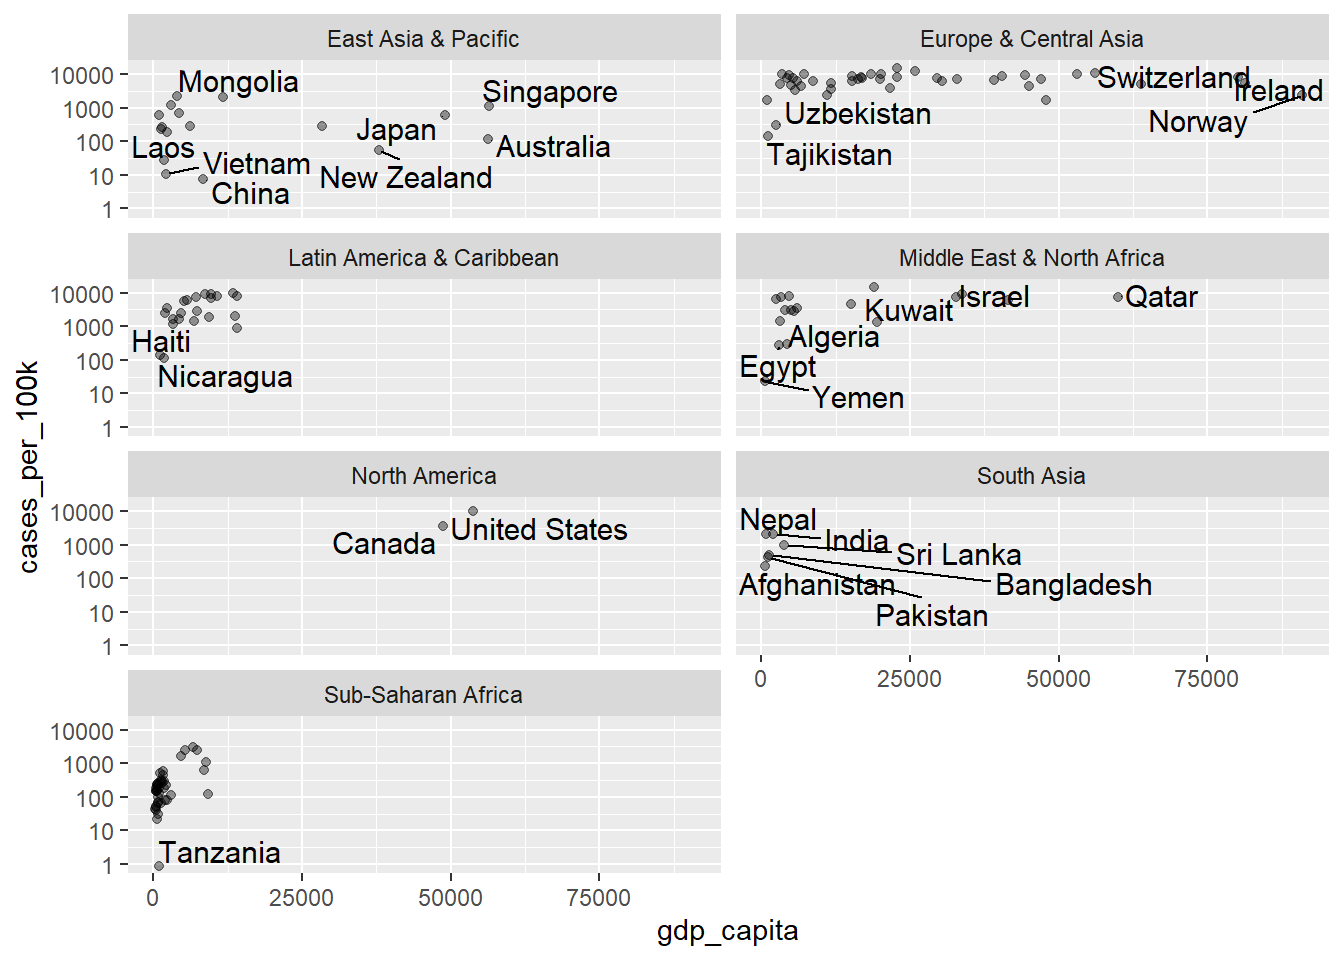 East Asia & Pacific
Europe & Central Asia
10000
1000
100
10
1
Mongolia
Singapore
Japan
Australia
Laos
Vietnam
New Zealand
China
Switzerland
Ireland
Uzbekistan
Norway
Tajikistan
Latin America & Caribbean
Middle East & North Africa
10000
1000
100
10
1
Haiti
Nicaragua
Israel
Qatar
Kuwait
Algeria
Egypt
Yemen
cases_per_100k
North America
South Asia
10000
1000
100
10
1
United States
Canada
Nepal
India
Sri Lanka
Afghanistan
Bangladesh
Pakistan
0
25000
50000
75000
Sub-Saharan Africa
10000
1000
100
10
1
Tanzania
0
25000
50000
75000
gdp_capita